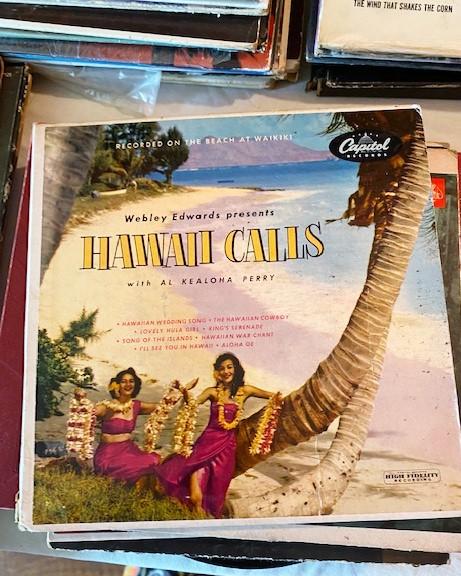 THE WIND THAT SHAKES THE CORN
RECORDED ON THE BEACH AT WAIKIKI
Capitol
RECORDS
Webley Edwards presents
HAWAII CALLS
with AL KEALOHA PERRY
• HAWAIIAN WEDDING SONG • THE HAWAIIAN COWBOY
• LOVELY HULA GIRL • KING'S SERENADE
• SONG OF THE ISLANDS • HAWAIIAN WAR CHANT
• I'LL SEE YOU IN HAWAII • ALOHA OE
HIGH FIDELITY
RECORDING